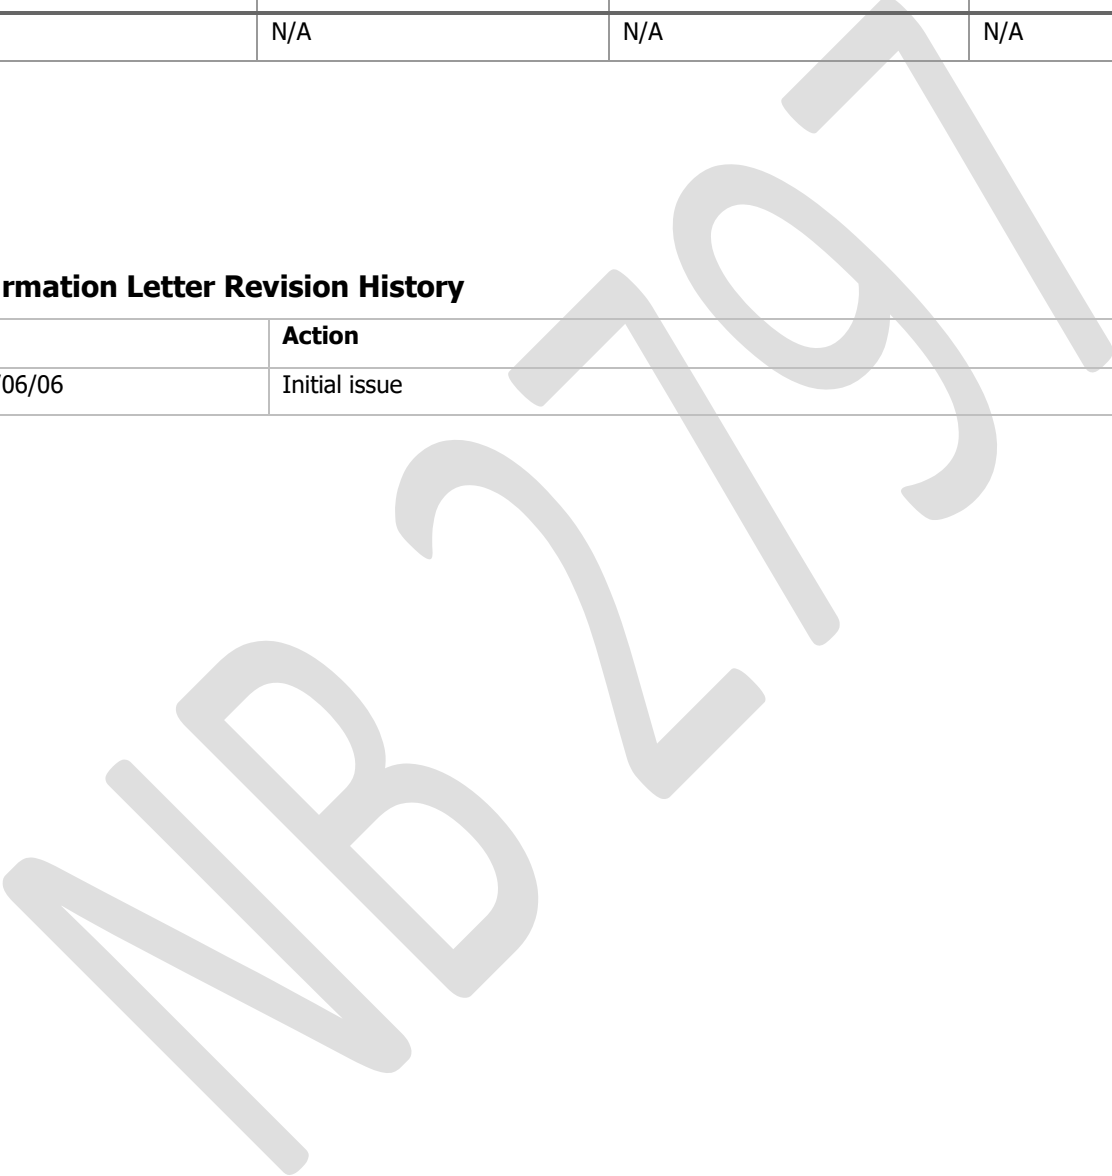 N/A N/A N/A
rmation Letter Revision History
Action
/06/06 Initial issue
NB 2797